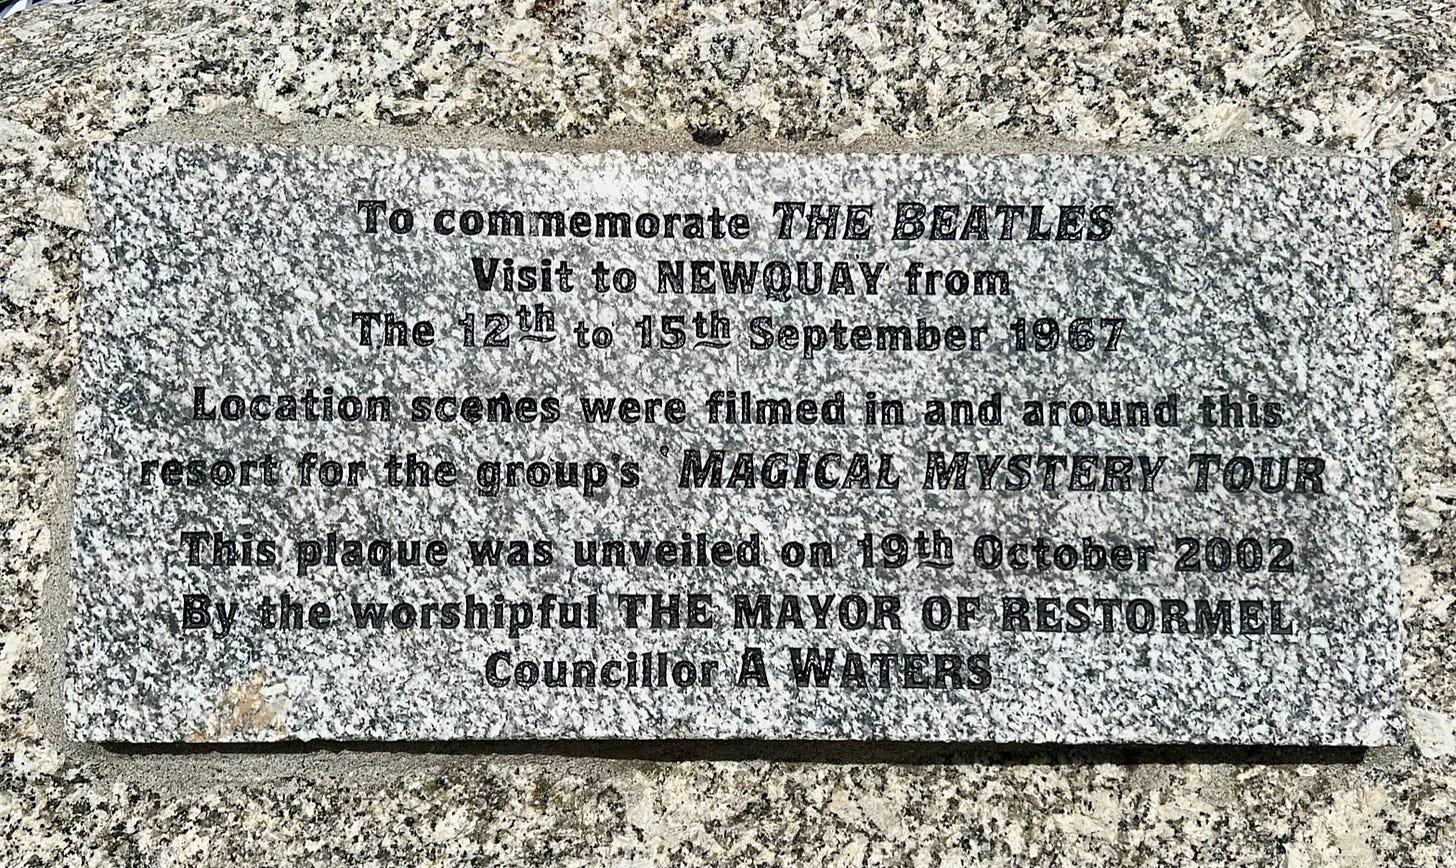 To commemorate THE BEATLES
Visit to NEWQUAY from
The 12th to 15th September 1967
Location scenes were filmed in and around this
resort for the group's 'MAGICAL MYSTERY TOUR
This plaque was unveiled on 19th October 2002
By the worshipful THE MAYOR OF RESTORMEL
Councillor A WATERS